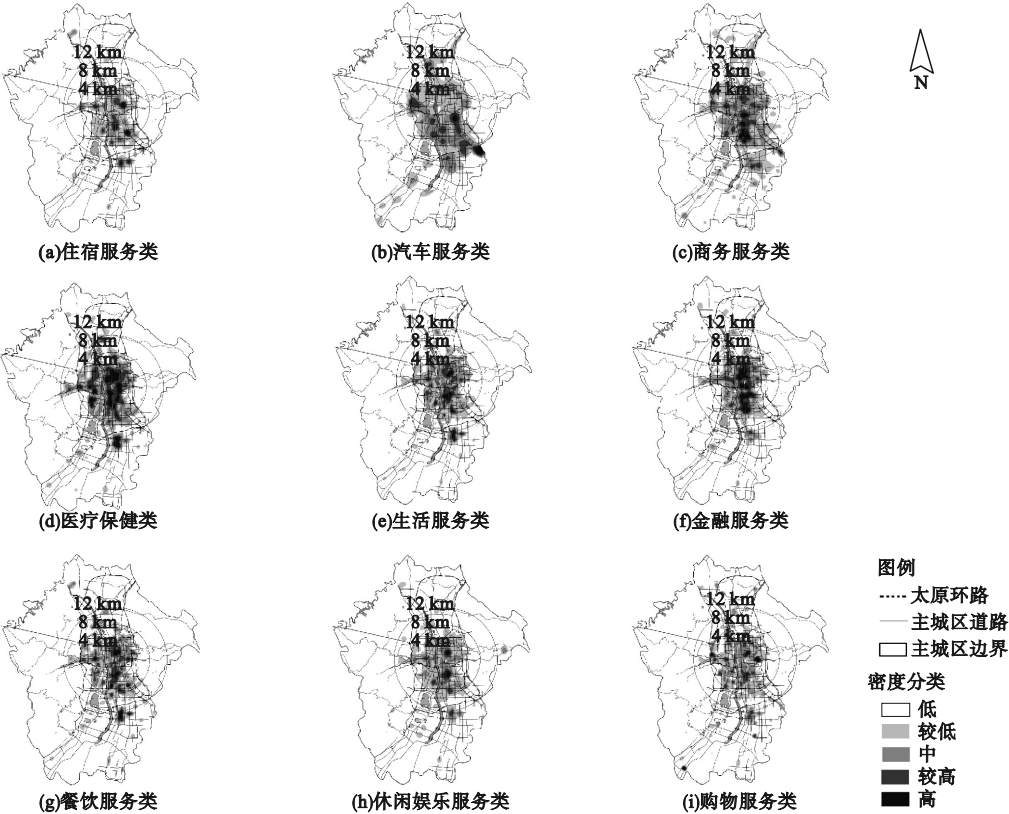 12 km
8 km
4 km
(a)住宿服务类
12 km
8 km
4 km
(b)汽车服务类
12 km
8 km
4 km
(c)商务服务类
N
12 km
8 km
4 km
(d)医疗保健类
12 km
8 km
4 km
(e)生活服务类
12 km
8 km
4 km
(f)金融服务类
12 km
8 km
4 km
(g)餐饮服务类
12 km
8 km
4 km
(h)休闲娱乐服务类
12 km
8 km
4 km
(i)购物服务类
图例
太原环路
主城区道路
主城区边界
密度分类
低
较低
中
较高
高